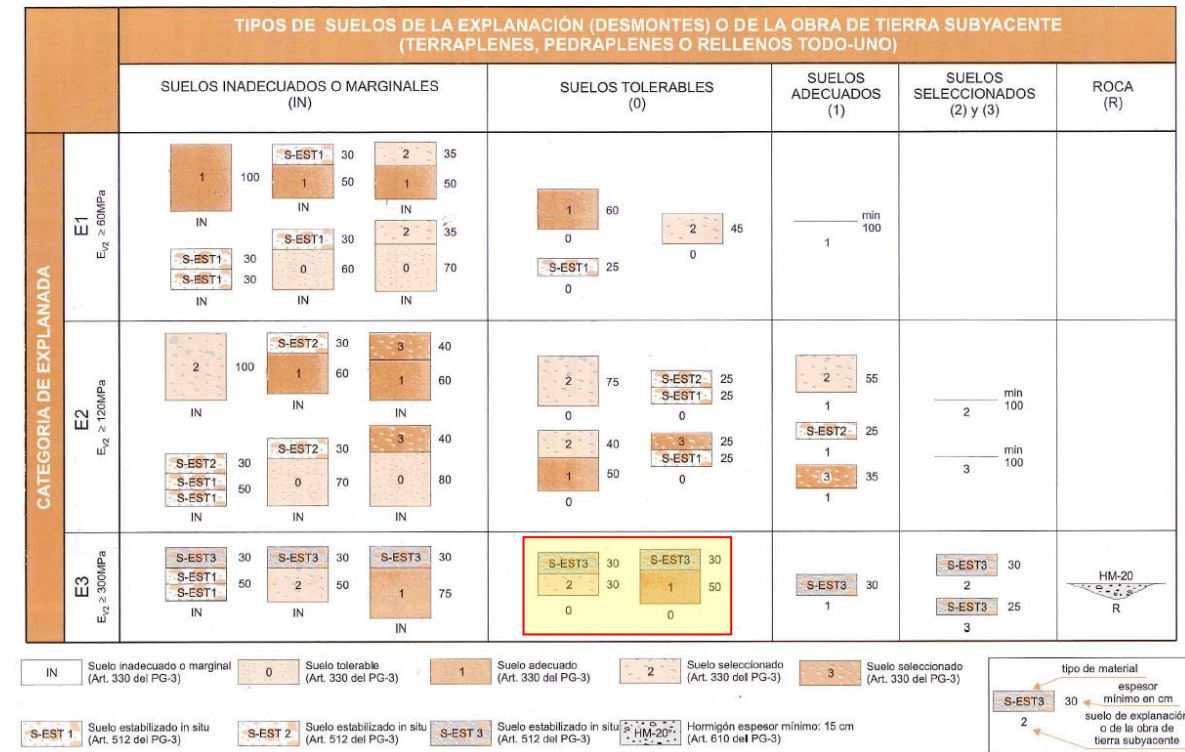 TIPOS DE SUELOS DE LA EXPLANACIÓN (DESMONTES) O DE LA OBRA DE TIERRA SUBYACENTE
(TERRAPLENES, PEDRAPLENES O RELLENOS TODO-UNO)
SUELOS INADECUADOS O MARGINALES
(IN)
SUELOS TOLERABLES
(0)
SUELOS
ADECUADOS
(1)
SUELOS
SELECCIONADOS
(2) y (3)
ROCA
(R)
CATEGORIA DE EXPLANADA
E1
EV2 ≥ 60MPa
1 100
IN
S-EST1 30
1 50
IN
2 35
1 50
IN
S-EST1 30
S-EST1 30
IN
S-EST1 30
0 60
IN
2 35
0 70
IN
1 60
0
2 45
0
S-EST1 25
0
min
100
1
E2
EV2 ≥ 120MPa
2 100
IN
S-EST2 30
1 60
IN
3 40
1 60
IN
S-EST2 30
S-EST1 50
S-EST1
IN
S-EST2 30
0 70
IN
3 40
0 80
IN
2 75
0
S-EST2 25
S-EST1 25
0
2 40
1 50
0
3 25
S-EST1 25
0
2 55
1
S-EST2 25
1
3 35
1
min
100
2
min
100
3
E3
EV2 ≥ 300MPa
S-EST3 30
S-EST1 50
S-EST1
IN
S-EST3 30
2 50
IN
S-EST3 30
1 75
IN
S-EST3 30
2 30
0
S-EST3 30
1 50
0
S-EST3 30
1
S-EST3 30
2
S-EST3 25
3
HM-20
R
IN Suelo inadecuado o marginal
(Art. 330 del PG-3)
0 Suelo tolerable
(Art. 330 del PG-3)
1 Suelo adecuado
(Art. 330 del PG-3)
2 Suelo seleccionado
(Art. 330 del PG-3)
3 Suelo seleccionado
(Art. 330 del PG-3)
S-EST 1 Suelo estabilizado in situ
(Art. 512 del PG-3)
S-EST 2 Suelo estabilizado in situ
(Art. 512 del PG-3)
S-EST 3 Suelo estabilizado in situ
(Art. 512 del PG-3)
HM-20 Hormigón espesor mínimo: 15 cm
(Art. 610 del PG-3)
tipo de material
S-EST3 30
espesor
mínimo en cm
2
suelo de explanación
o de la obra de
tierra subyacente